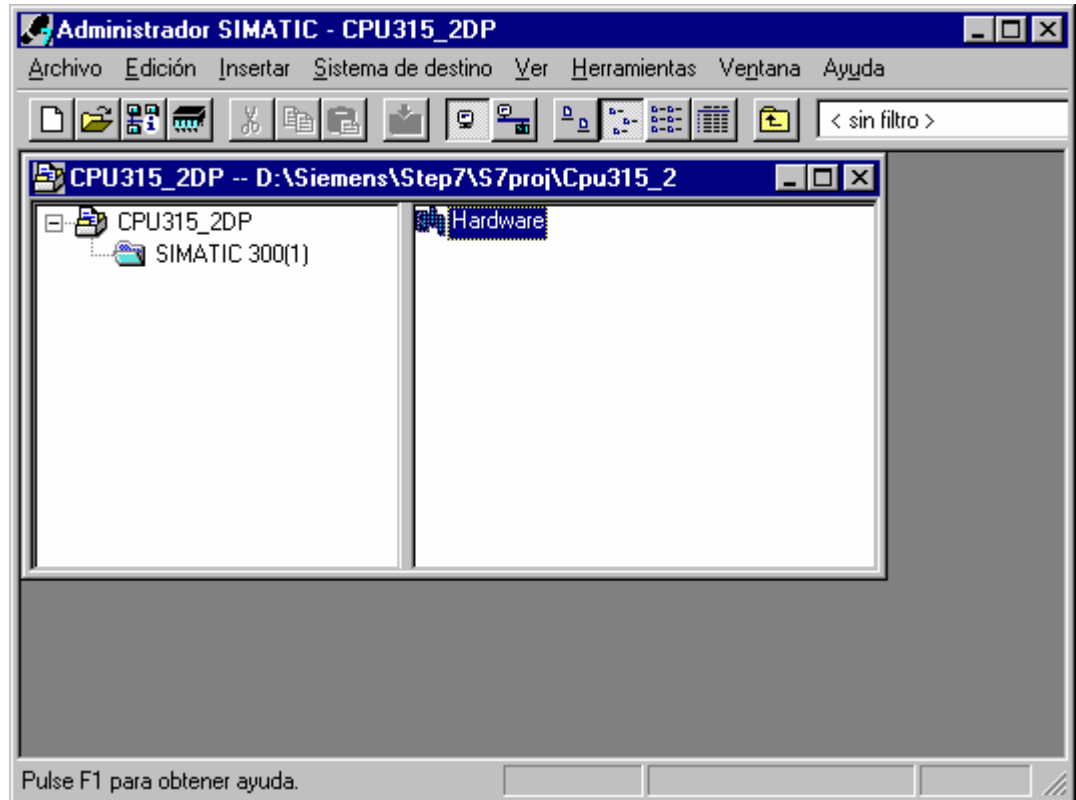 Administrador SIMATIC - CPU315_2DP
Archivo Edición Insertar Sistema de destino Ver Herramientas Ventana Ayuda
< sin filtro >
CPU315_2DP -- D:\Siemens\Step7\S7proj\Cpu315_2
CPU315_2DP
Hardware
SIMATIC 300(1)
Pulse F1 para obtener ayuda.